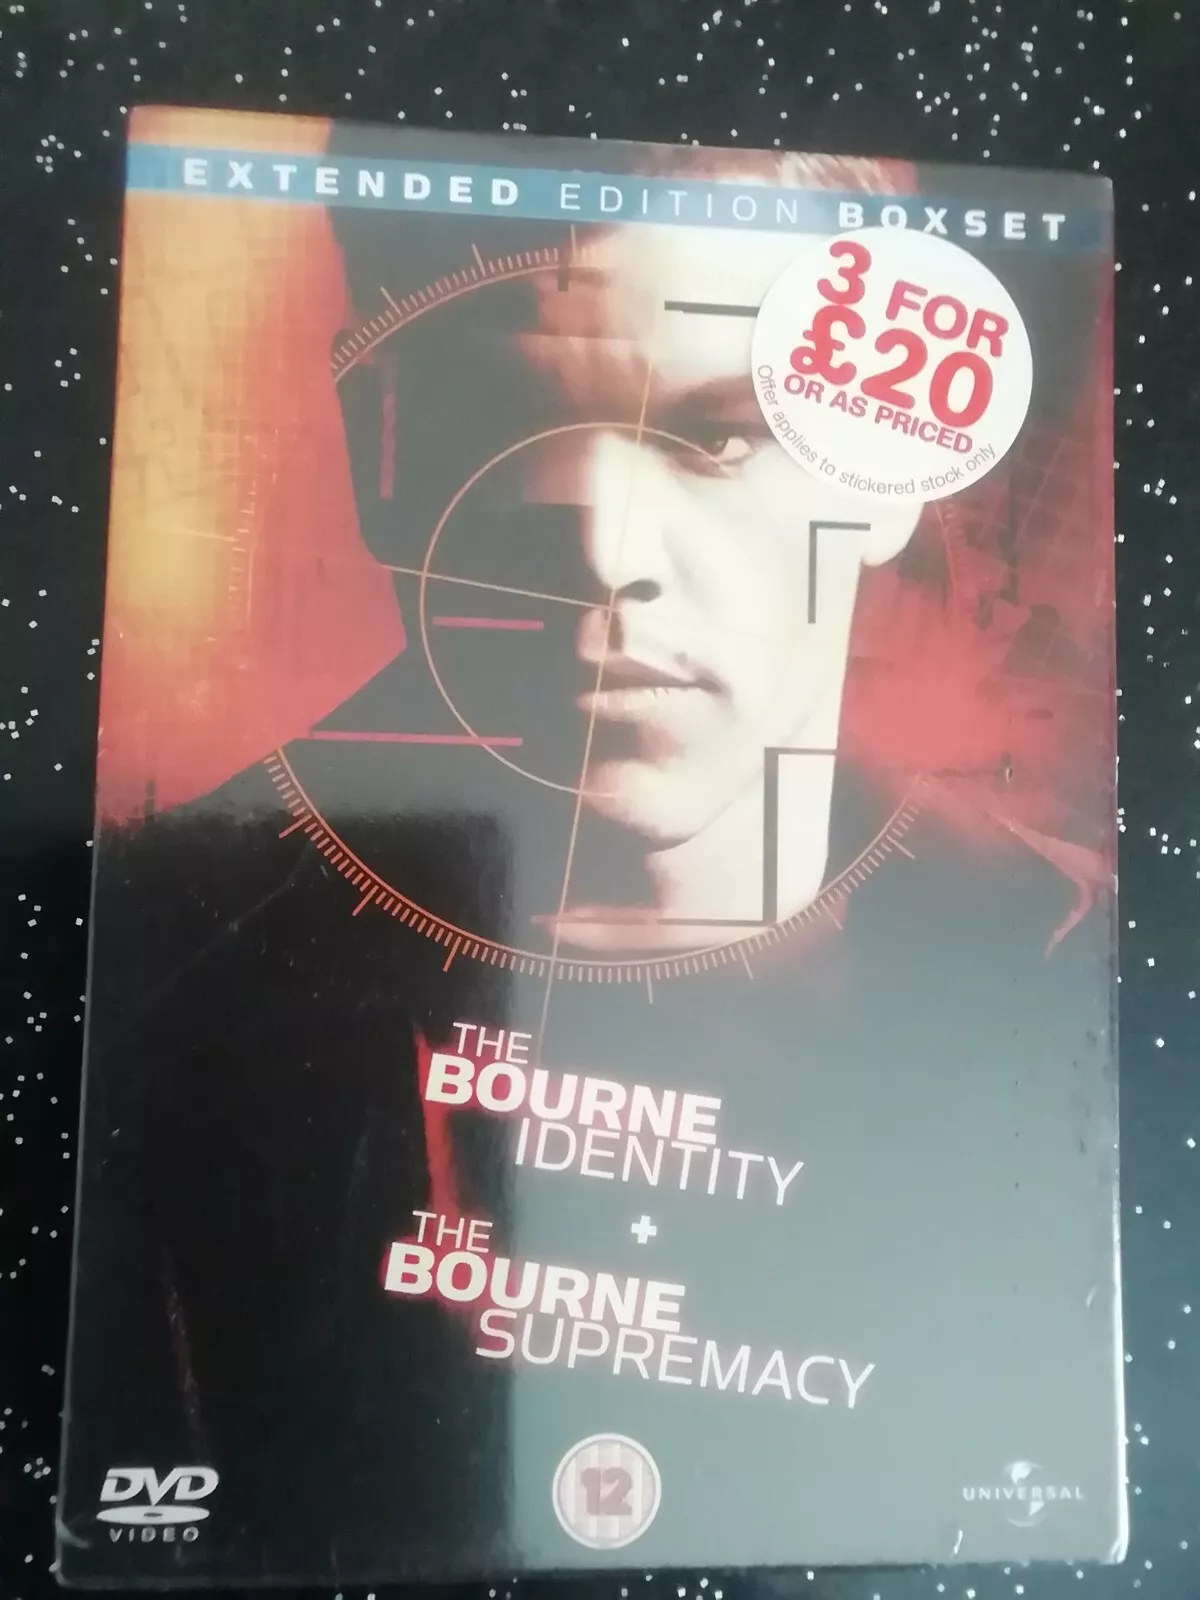 EXTENDED EDITION BOXSET
3 FOR
£20
OR AS PRICED
Offer applies to stickered stock only
THE
BOURNE
IDENTITY
+
THE
BOURNE
SUPREMACY
DVD
VIDEO
12
UNIVERSAL